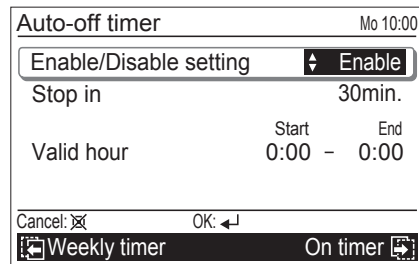 Auto-off timer Mo 10:00
Enable/Disable setting Enable
Stop in 30min.
Start End
Valid hour 0:00 – 0:00
Cancel: OK:
Weekly timer On timer